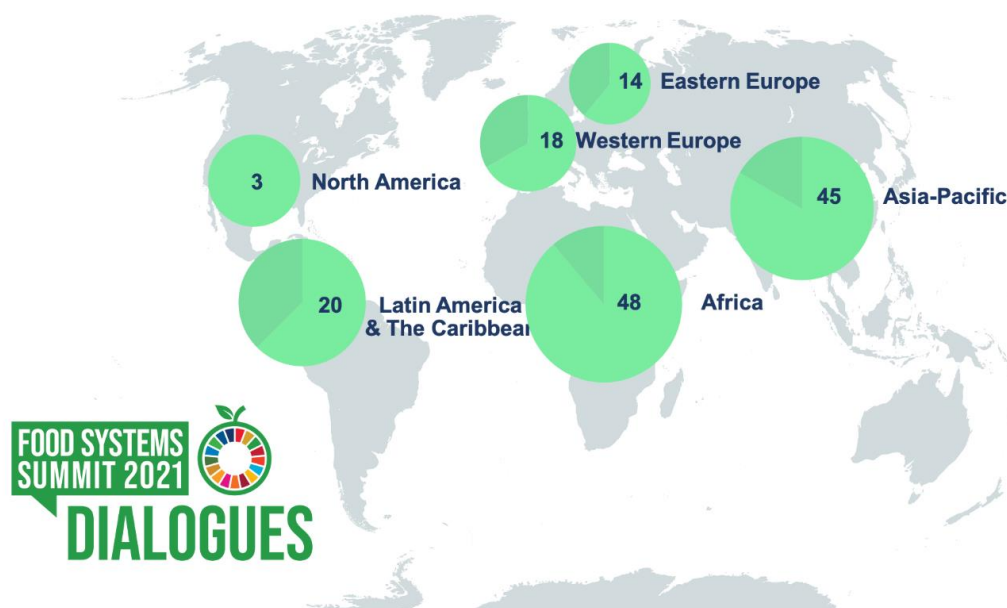 14 Eastern Europe
18 Western Europe
3 North America
45 Asia-Pacific
20 Latin America
& The Caribbean
48 Africa
FOOD SYSTEMS
SUMMIT 2021
DIALOGUES